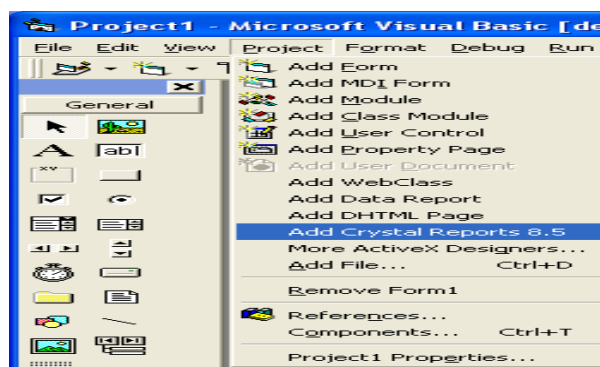 Project1 - Microsoft Visual Basic [de
File Edit View Project Format Debug Run
General
A ab|
xy
Add Form
Add MDI Form
Add Module
Add Class Module
Add User Control
Add Property Page
Add User Document
Add WebClass
Add Data Report
Add DHTML Page
Add Crystal Reports 8.5
More ActiveX Designers...
Add File... Ctrl+D
Remove Form1
References...
Components... Ctrl+T
Project1 Properties...